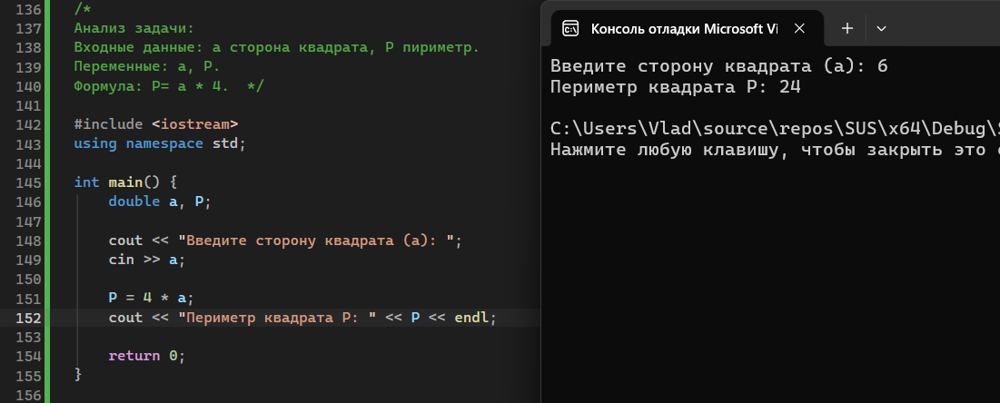 136 /*
137 Анализ задачи:
138 Входные данные: а сторона квадрата, Р пириметр.
139 Переменные: а, Р.
140 Формула: Р= а * 4.  */
141
142 #include <iostream>
143 using namespace std;
144
145 int main() {
146     double a, P;
147
148     cout << "Введите сторону квадрата (a): ";
149     cin >> a;
150
151     P = 4 * a;
152     cout << "Периметр квадрата P: " << P << endl;
153
154     return 0;
155 }
156
Консоль отладки Microsoft Vi
Введите сторону квадрата (a): 6
Периметр квадрата P: 24
C:\Users\Vlad\source\repos\SUS\x64\Debug\
Нажмите любую клавишу, чтобы закрыть это